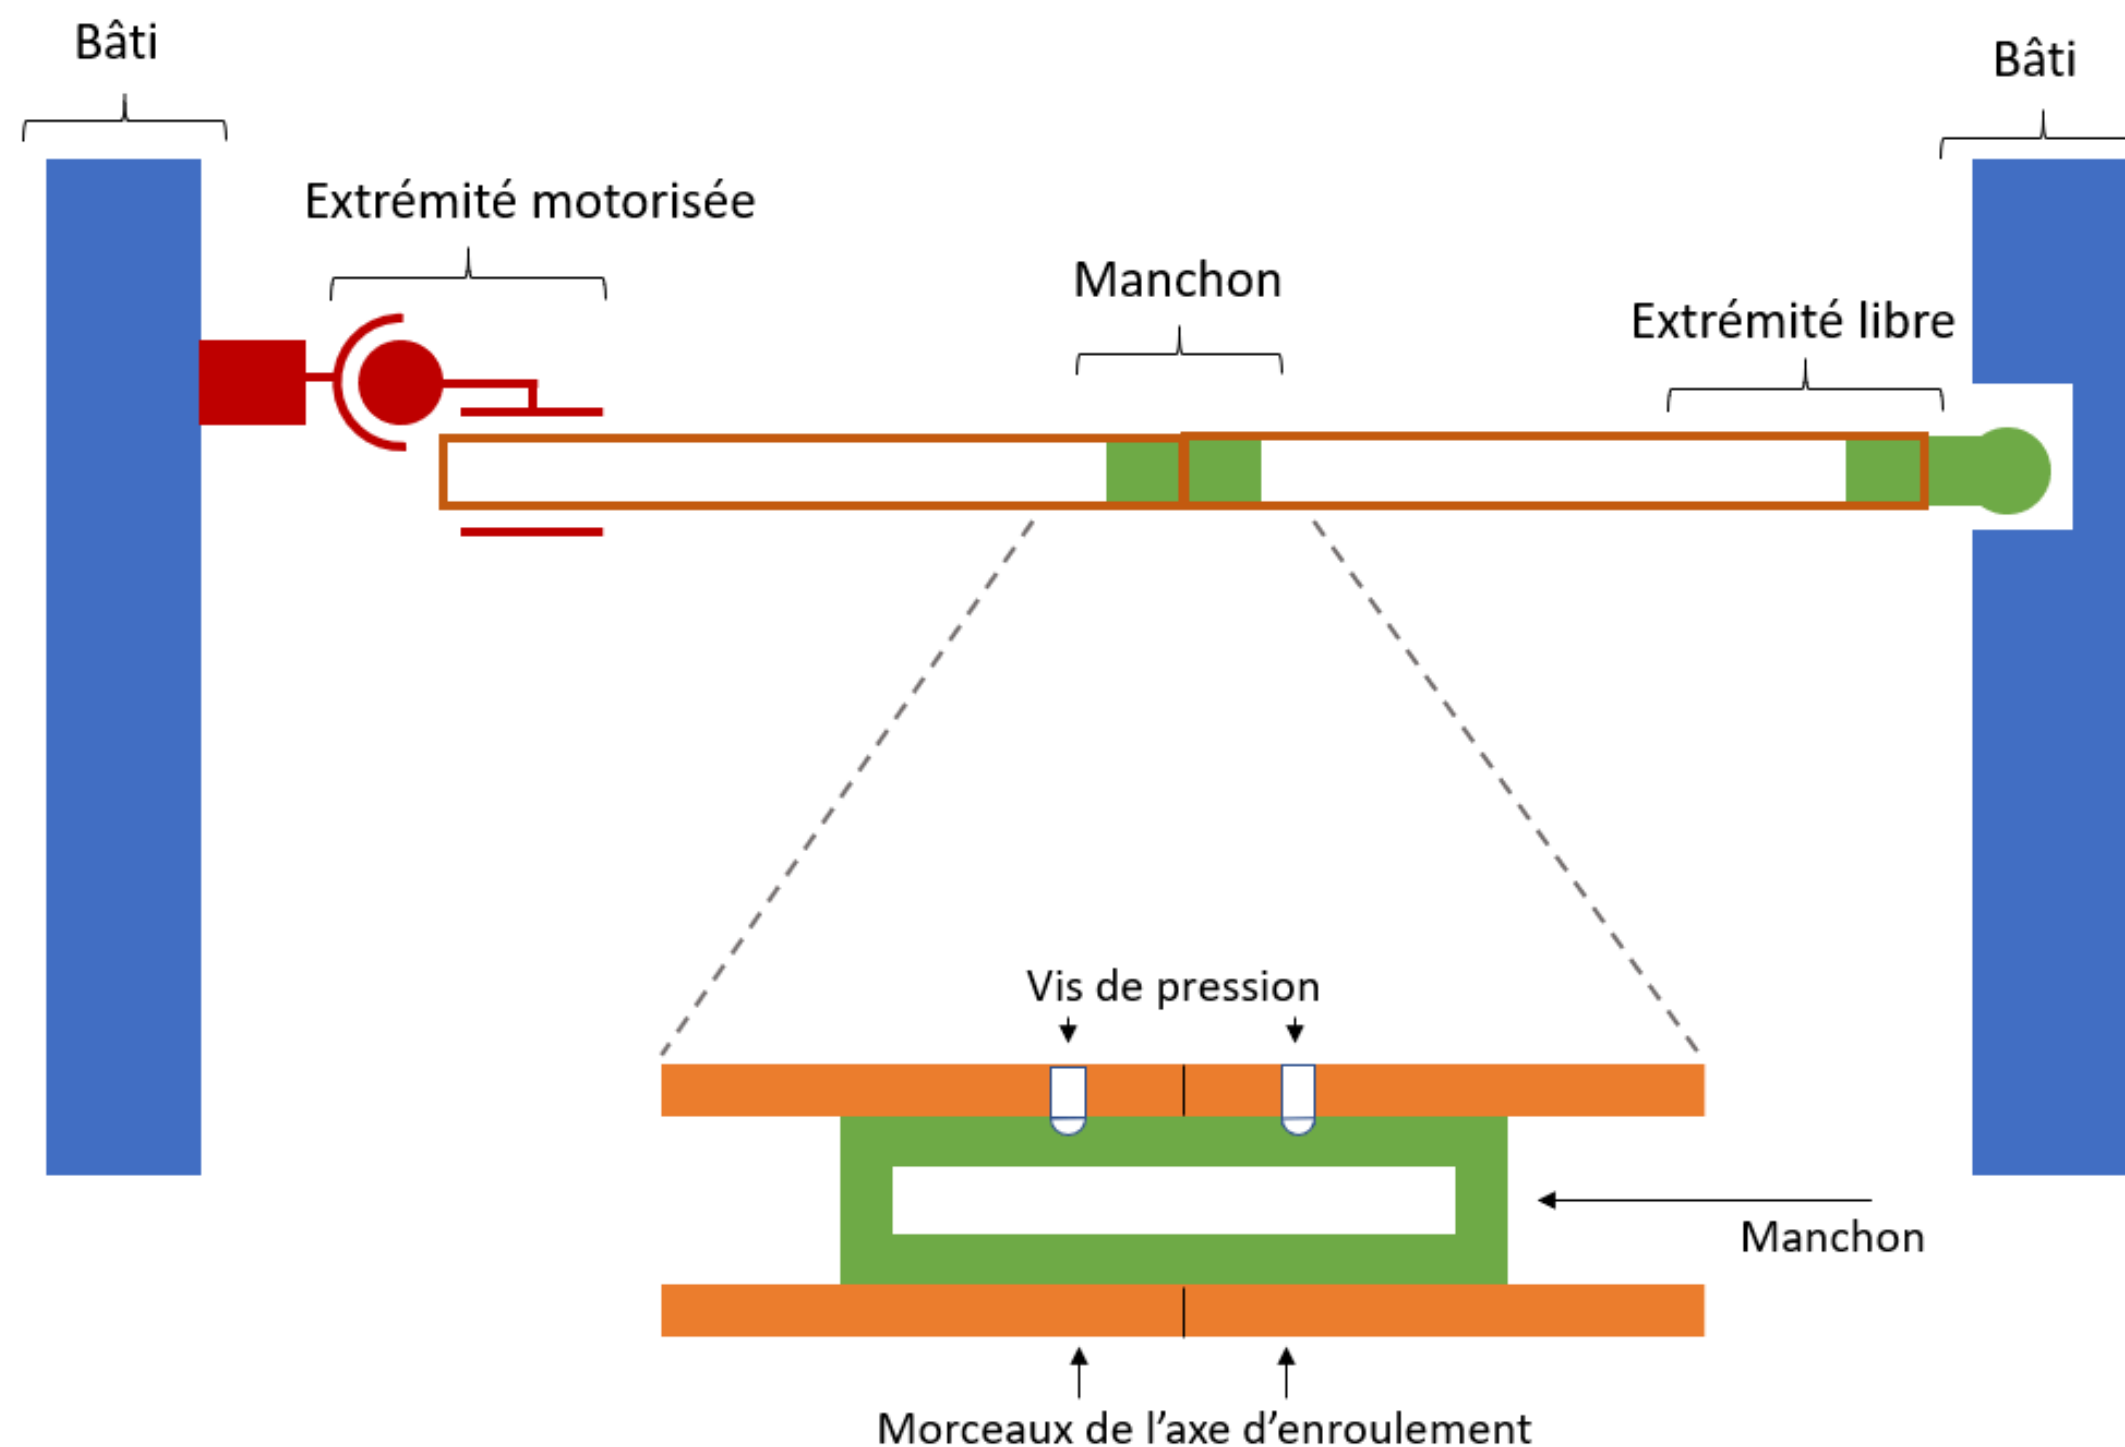 Bâti
Bâti
Extrémité motorisée
Manchon
Extrémité libre
Vis de pression
Manchon
Morceaux de l'axe d'enroulement